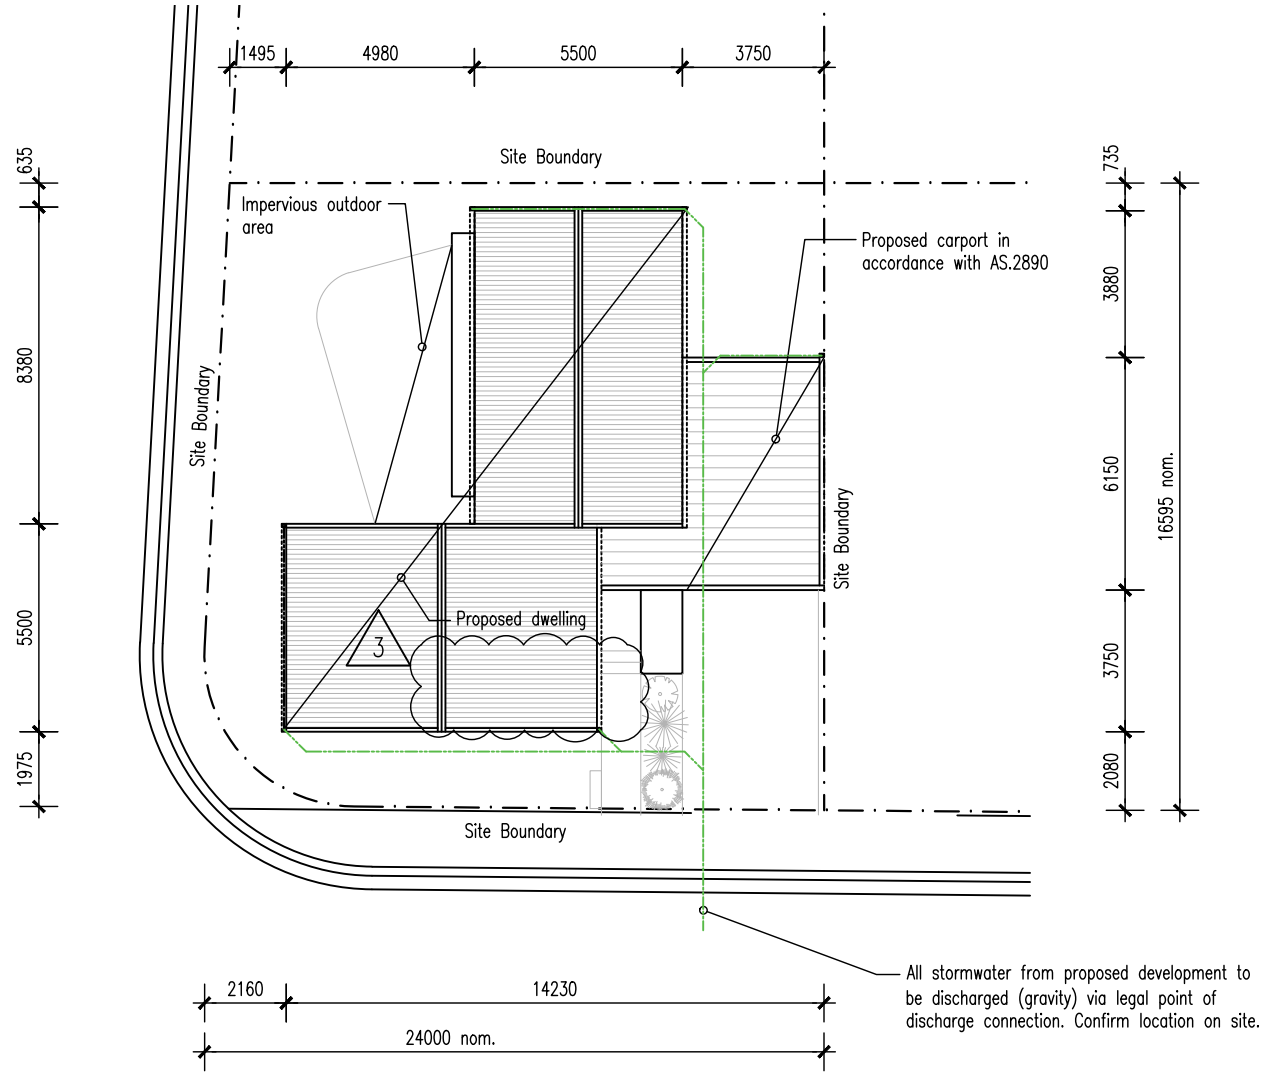 1495
4980
5500
3750
Site Boundary
635
735
Impervious outdoor
area
Proposed carport in
accordance with AS.2890
3880
8380
Site Boundary
6150
16595 nom.
Site Boundary
5500
Proposed dwelling
3
3750
1975
2080
Site Boundary
All stormwater from proposed development to
be discharged (gravity) via legal point of
discharge connection. Confirm location on site.
2160
14230
24000 nom.